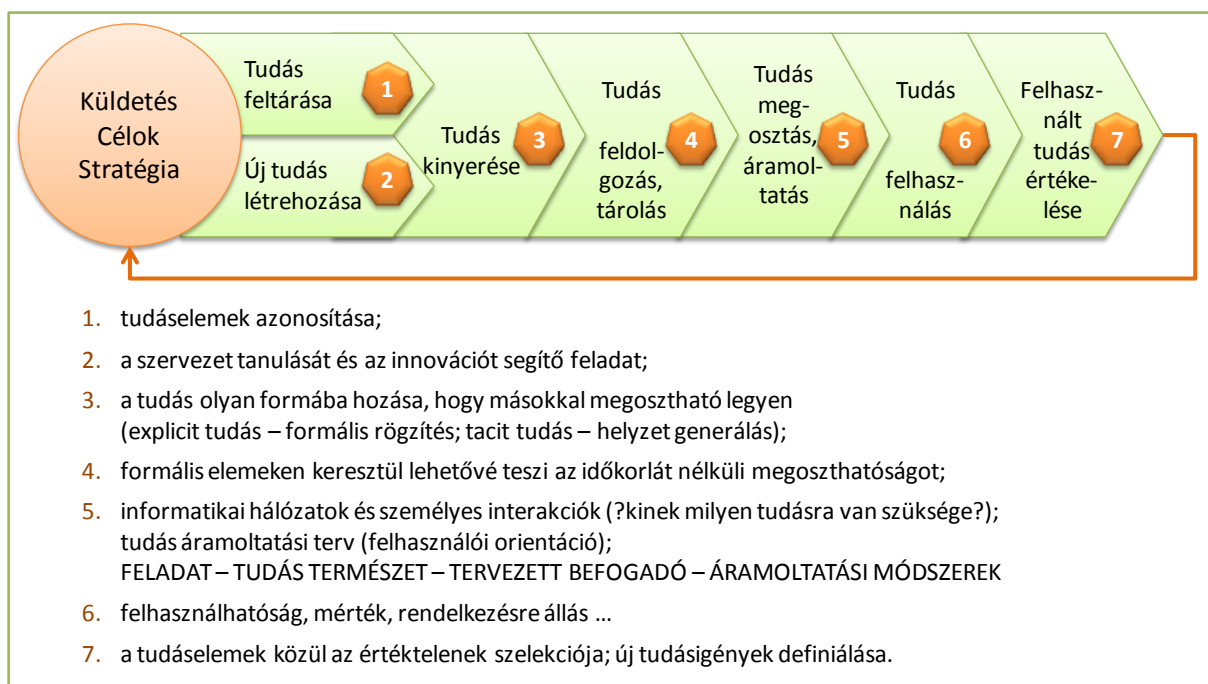 Küldetés
Célok
Stratégia
Tudás
feltárása
1
Új tudás
létrehozása
2
Tudás
kinyerése
3
Tudás
feldol-
gozás,
tárolás
4
Tudás
meg-
osztás,
áramol-
tatás
5
Tudás
felhasz-
nálás
6
Felhasz-
nált
tudás
értéke-
lése
7
1. tudáselemek azonosítása;
2. a szervezet tanulását és az innovációt segítő feladat;
3. a tudás olyan formába hozása, hogy másokkal megosztható legyen
(explicit tudás – formális rögzítés; tacit tudás – helyzet generálás);
4. formális elemeken keresztül lehetővé teszi az időkorlát nélküli megoszthatóságot;
5. informatikai hálózatok és személyes interakciók (?kinek milyen tudásra van szüksége?);
tudás áramoltatási terv (felhasználói orientáció);
FELADAT – TUDÁS TERMÉSZET – TERVEZETT BEFOGADÓ – ÁRAMOLTATÁSI MÓDSZEREK
6. felhasználhatóság, mérték, rendelkezésre állás ...
7. a tudáselemek közül az értéktelenek szelekciója; új tudásigények definiálása.